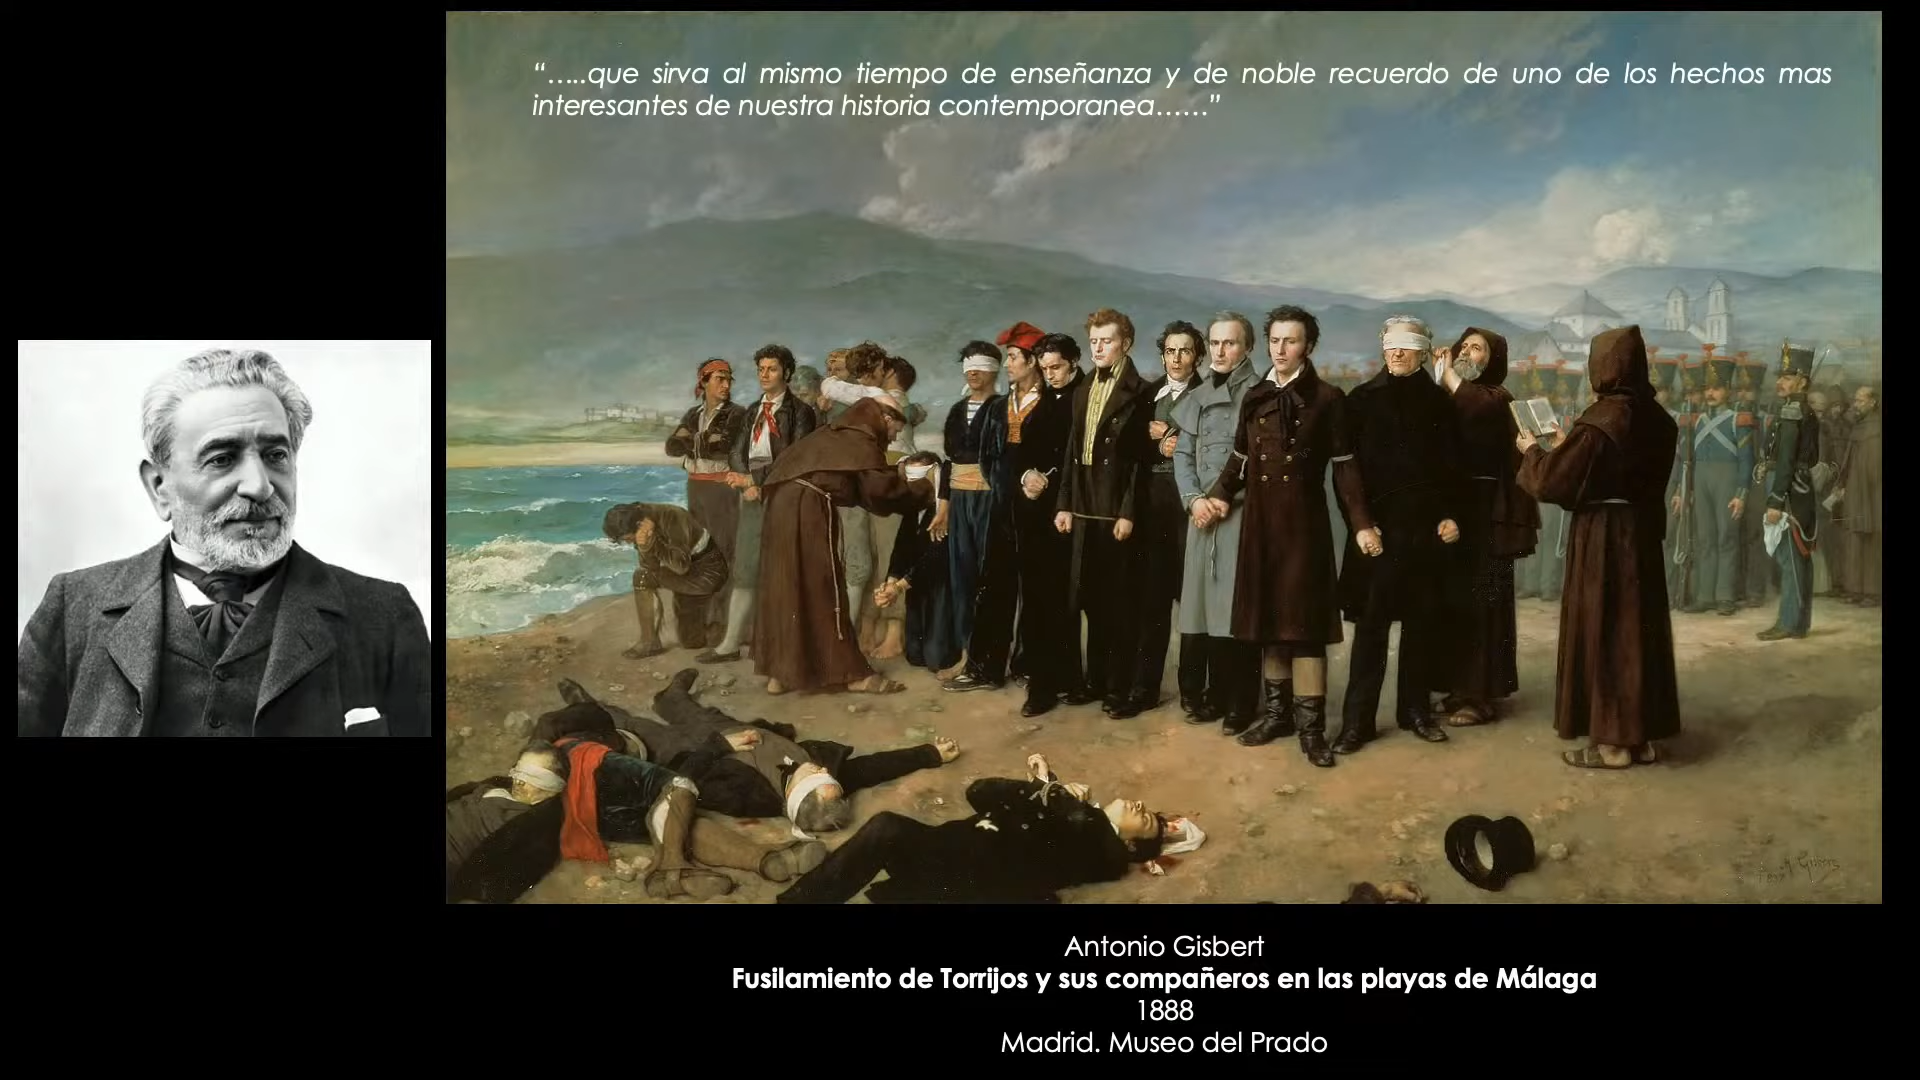 “…..que sirva al mismo tiempo de enseñanza y de noble recuerdo de uno de los hechos mas
interesantes de nuestra historia contemporanea……”
Antonio Gisbert
Fusilamiento de Torrijos y sus compañeros en las playas de Málaga
1888
Madrid. Museo del Prado